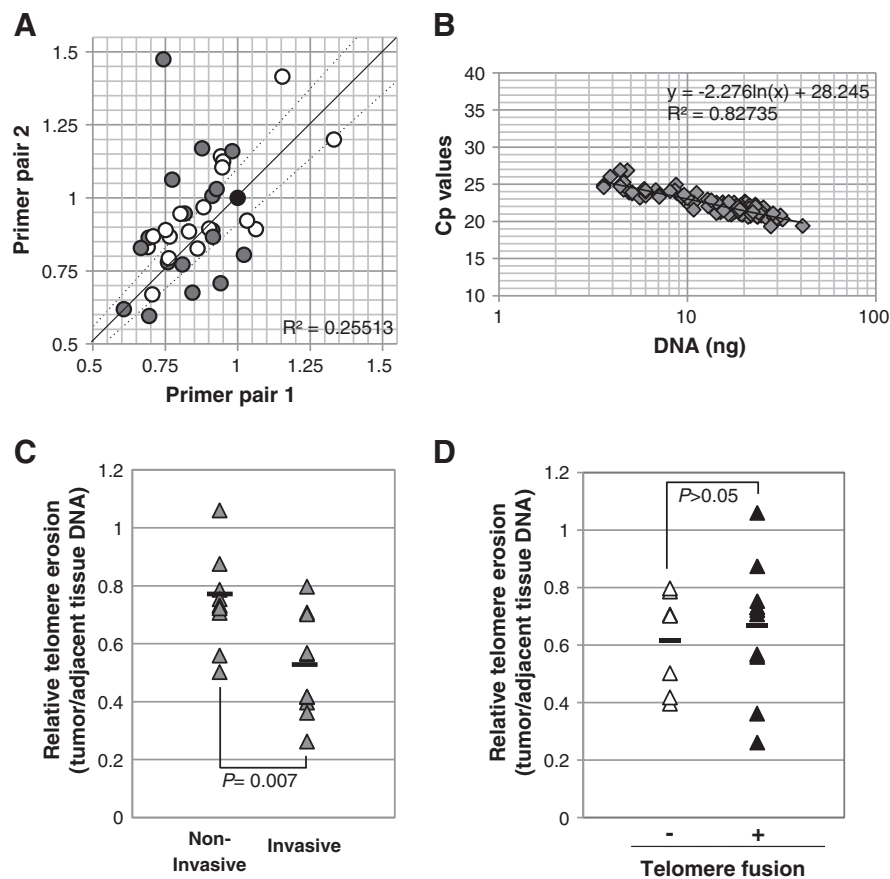 A
1.5
1.25
1
0.75
0.5
0.5
0.75
1
1.25
1.5
Primer pair 2
Primer pair 1
R² = 0.25513
B
40
35
30
25
20
15
10
1
10
100
Cp values
DNA (ng)
y = -2.276ln(x) + 28.245
R² = 0.82735
C
1.2
1
0.8
0.6
0.4
0.2
0
Relative telomere erosion
(tumor/adjacent tissue DNA)
P= 0.007
Non-
Invasive
Invasive
D
1.2
1
0.8
0.6
0.4
0.2
0
Relative telomere erosion
(tumor/adjacent tissue DNA)
P>0.05
-
+
Telomere fusion